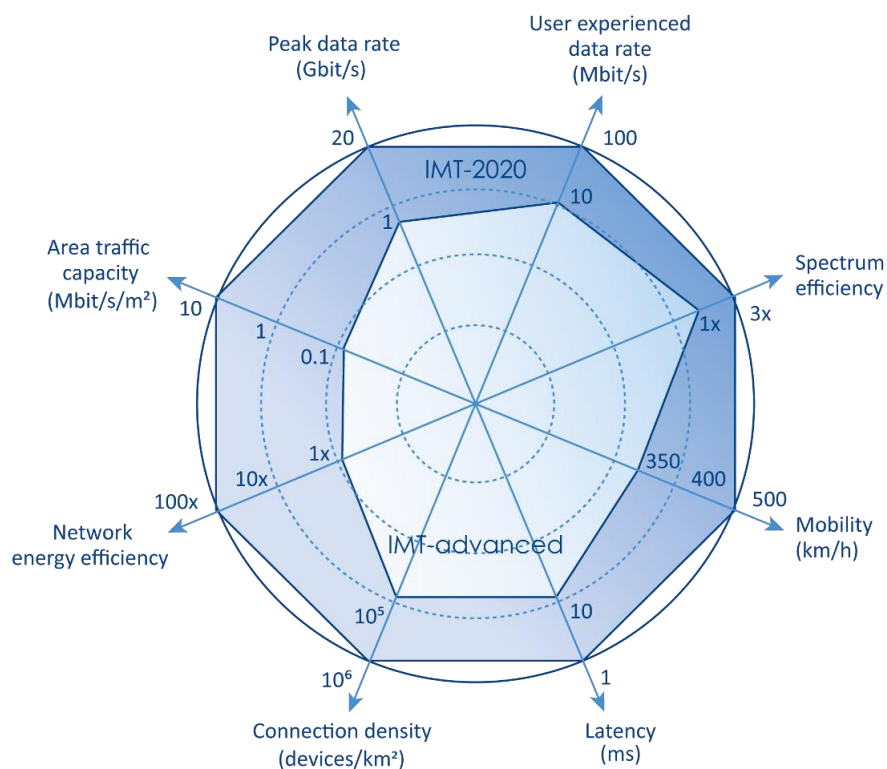 User experienced
data rate
(Mbit/s)
Peak data rate
(Gbit/s)
20
100
IMT-2020
1
10
Area traffic
capacity
(Mbit/s/m²)
10
1
0.1
Spectrum
efficiency
3x
1x
1x
10x
100x
350
400
500
Network
energy efficiency
Mobility
(km/h)
IMT-advanced
10⁵
10
10⁶
1
Connection density
(devices/km²)
Latency
(ms)